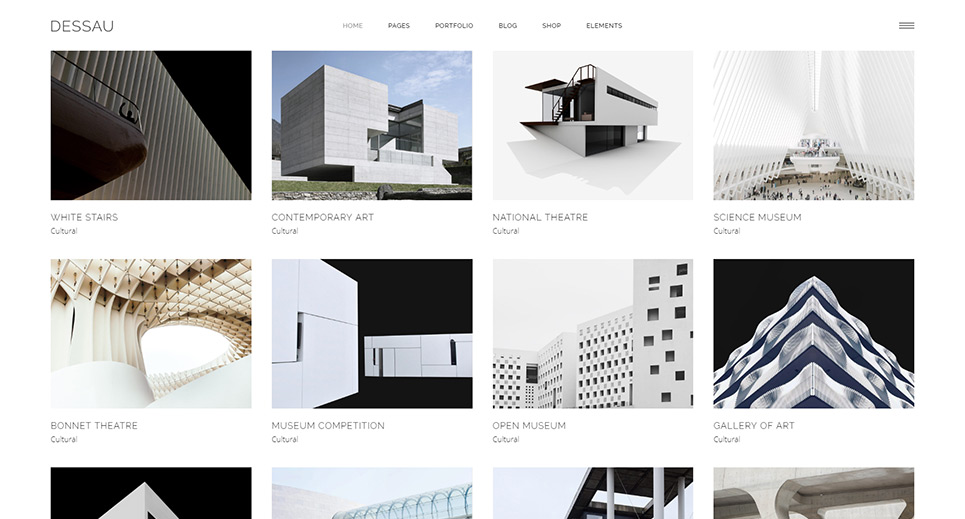 DESSAU
HOME PAGES PORTFOLIO BLOG SHOP ELEMENTS
WHITE STAIRS
Cultural
CONTEMPORARY ART
Cultural
NATIONAL THEATRE
Cultural
SCIENCE MUSEUM
Cultural
BONNET THEATRE
Cultural
MUSEUM COMPETITION
Cultural
OPEN MUSEUM
Cultural
GALLERY OF ART
Cultural